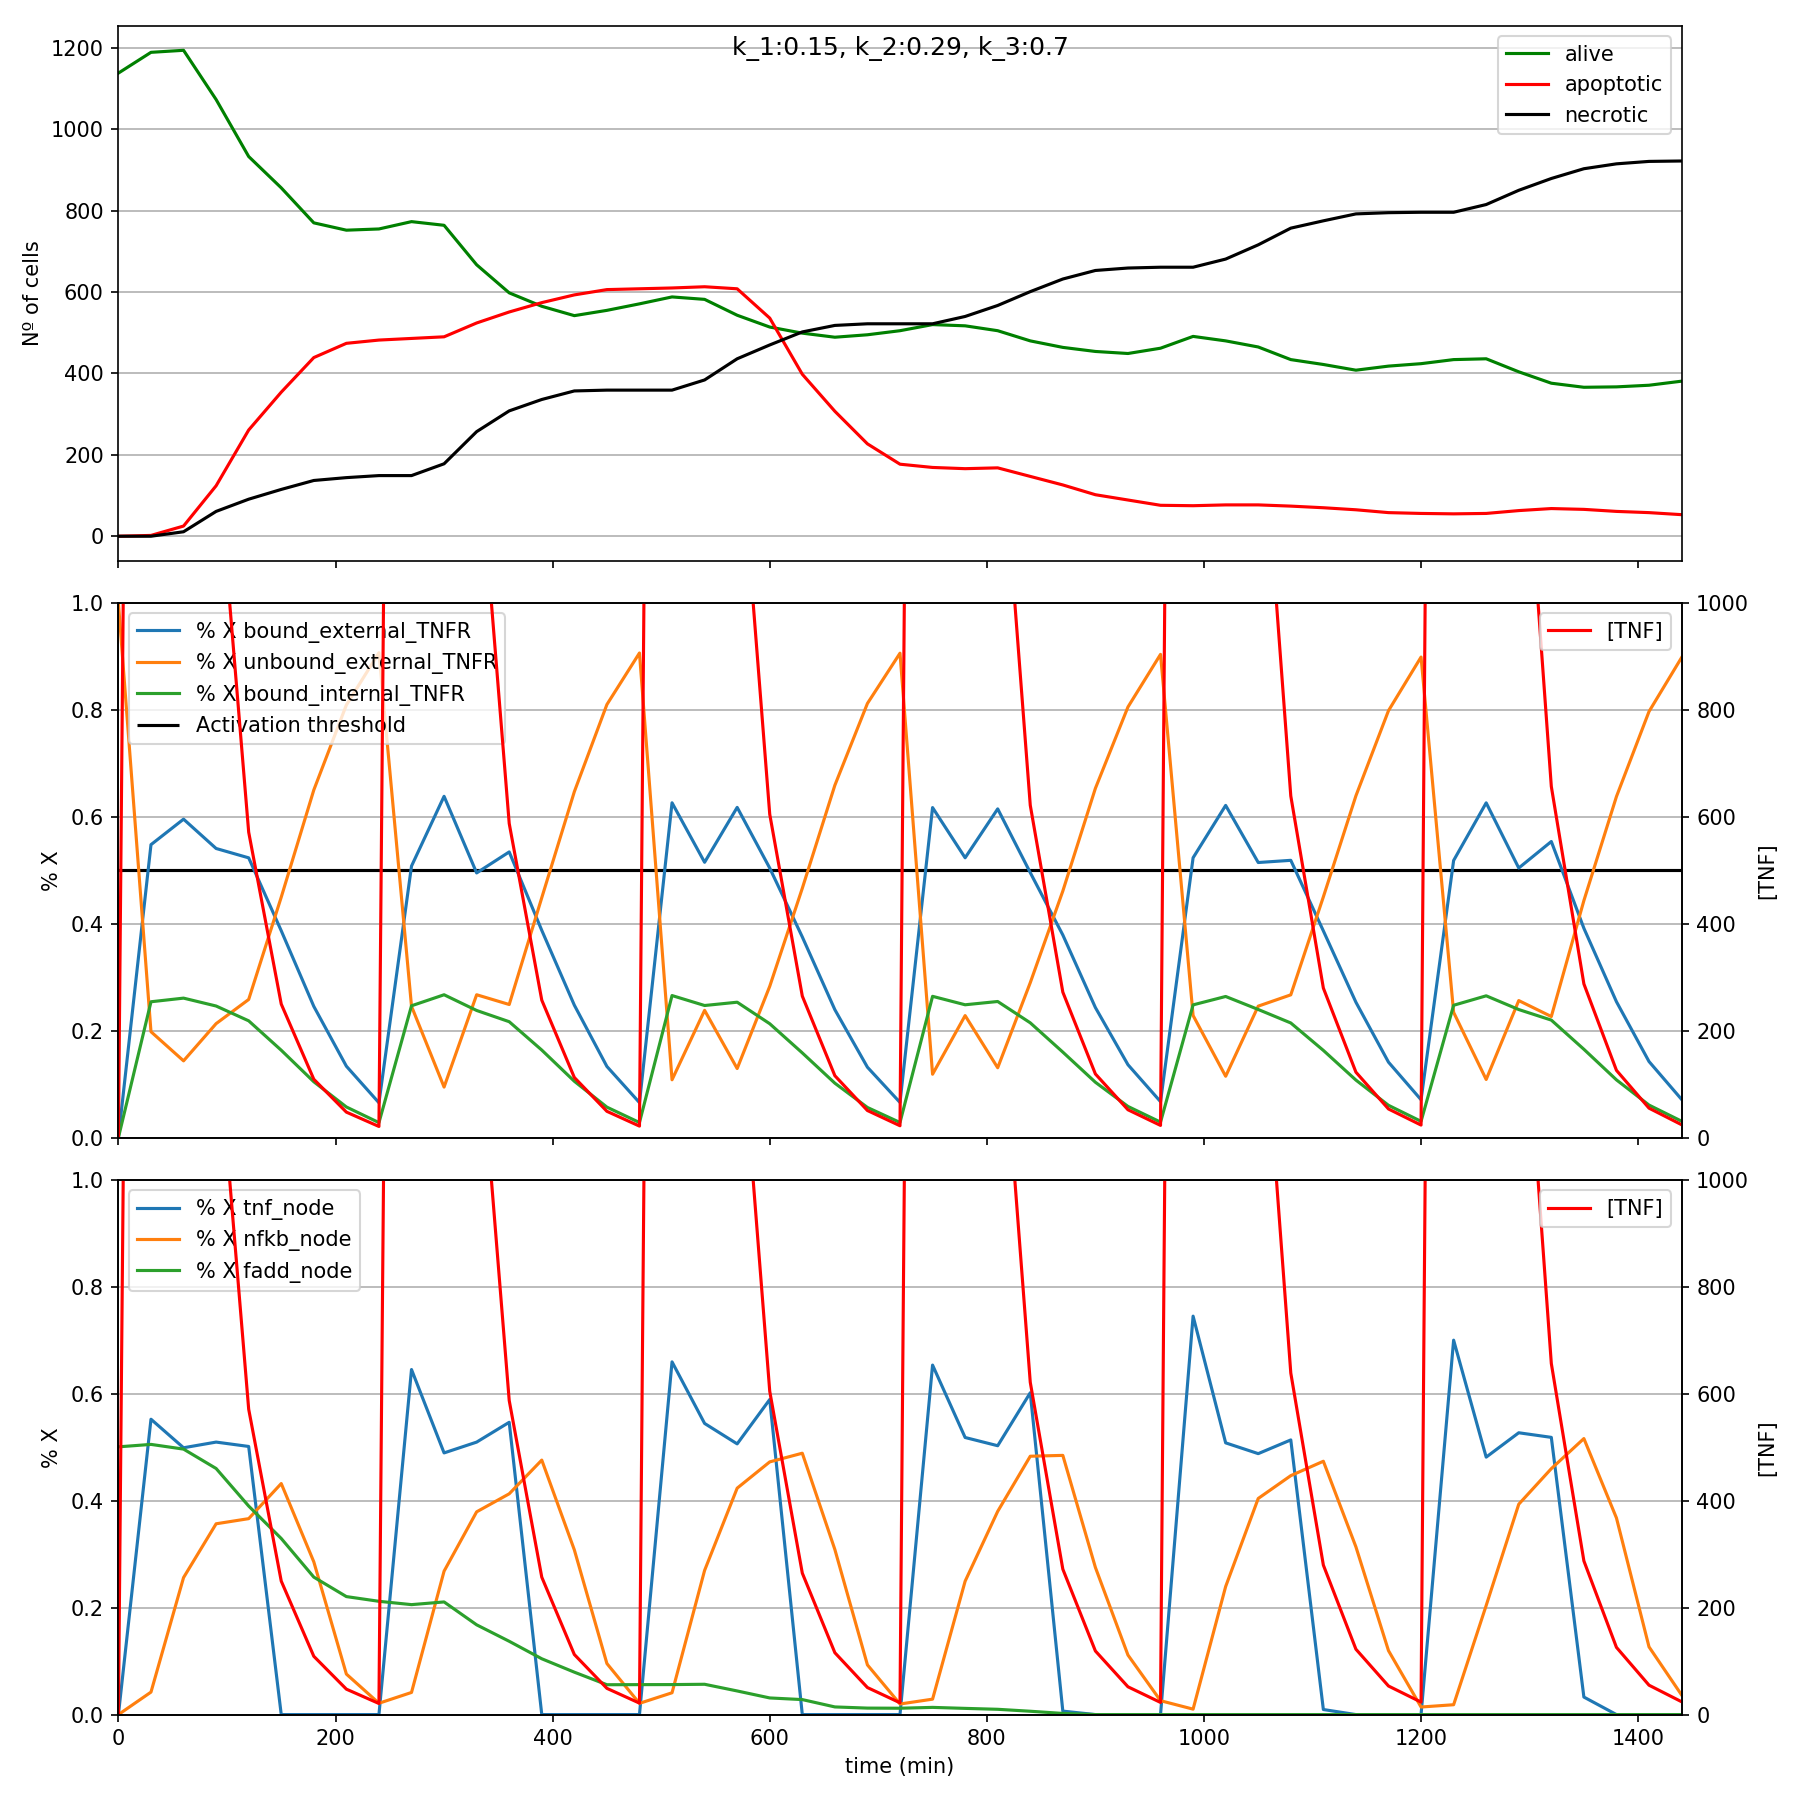 k_1:0.15, k_2:0.29, k_3:0.7
alive
apoptotic
necrotic
1200
1000
800
600
400
200
0
Nº of cells
% X bound_external_TNFR
% X unbound_external_TNFR
% X bound_internal_TNFR
Activation threshold
[TNF]
1.0
0.8
0.6
0.4
0.2
0.0
% X
1000
800
600
400
200
0
[TNF]
% X tnf_node
% X nfkb_node
% X fadd_node
[TNF]
1.0
0.8
0.6
0.4
0.2
0.0
% X
1000
800
600
400
200
0
[TNF]
0 200 400 600 800 1000 1200 1400
time (min)